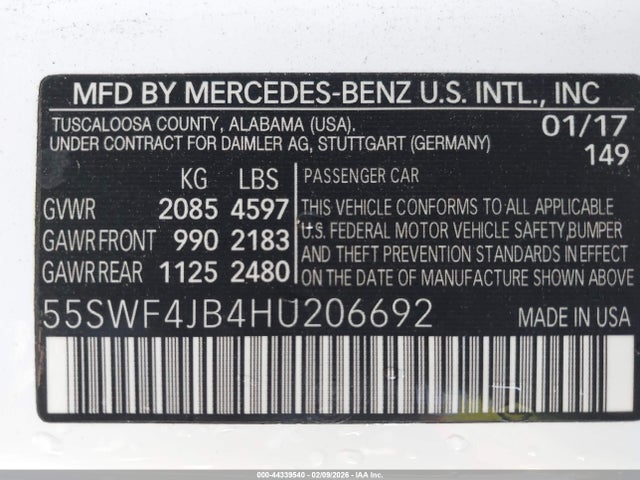 MFD BY MERCEDES-BENZ U.S. INTL., INC
TUSCALOOSA COUNTY, ALABAMA (USA),
UNDER CONTRACT FOR DAIMLER AG, STUTTGART (GERMANY)
01/17
149
KG LBS
GVWR 2085 4597
GAWR FRONT 990 2183
GAWR REAR 1125 2480
PASSENGER CAR
THIS VEHICLE CONFORMS TO ALL APPLICABLE
U.S. FEDERAL MOTOR VEHICLE SAFETY, BUMPER
AND THEFT PREVENTION STANDARDS IN EFFECT
ON THE DATE OF MANUFACTURE SHOWN ABOVE.
55SWF4JB4HU206692 MADE IN USA
000-44339540 - 02/09/2026 - IAAI.COM